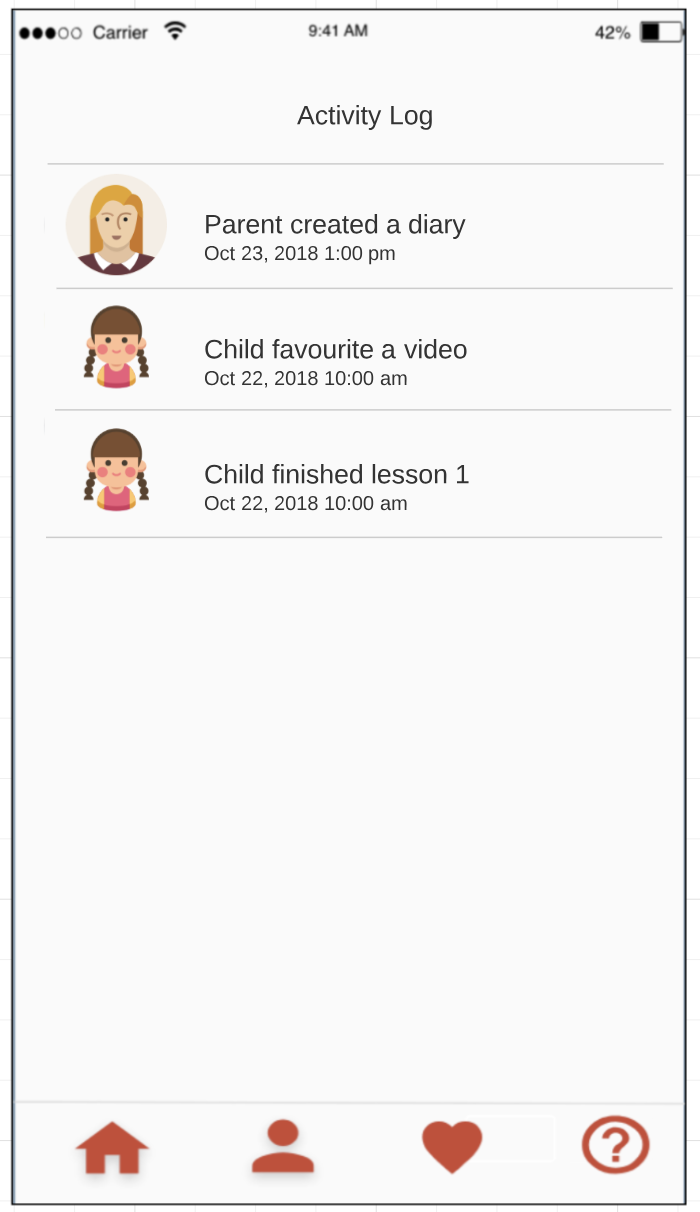 Carrier 9:41 AM 42%
Activity Log
Parent created a diary
Oct 23, 2018 1:00 pm
Child favourite a video
Oct 22, 2018 10:00 am
Child finished lesson 1
Oct 22, 2018 10:00 am
?